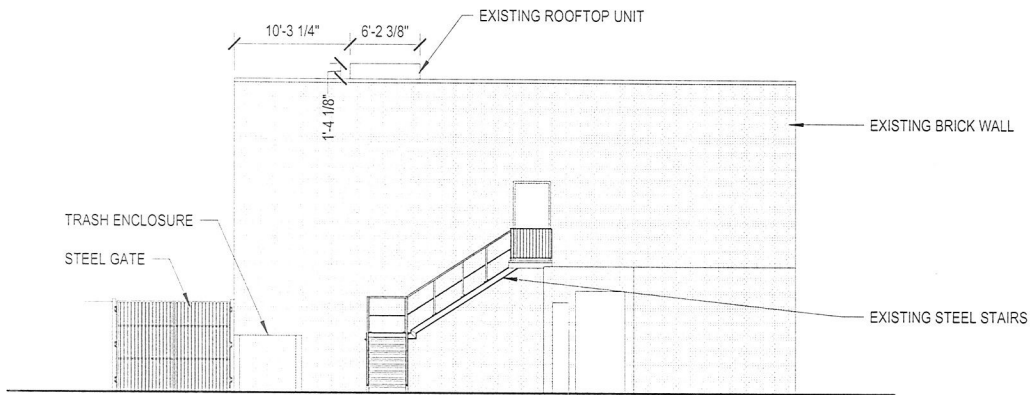 EXISTING ROOFTOP UNIT
10'-3 1/4" 6'-2 3/8"
1'-4 1/8"
EXISTING BRICK WALL
TRASH ENCLOSURE
STEEL GATE
EXISTING STEEL STAIRS